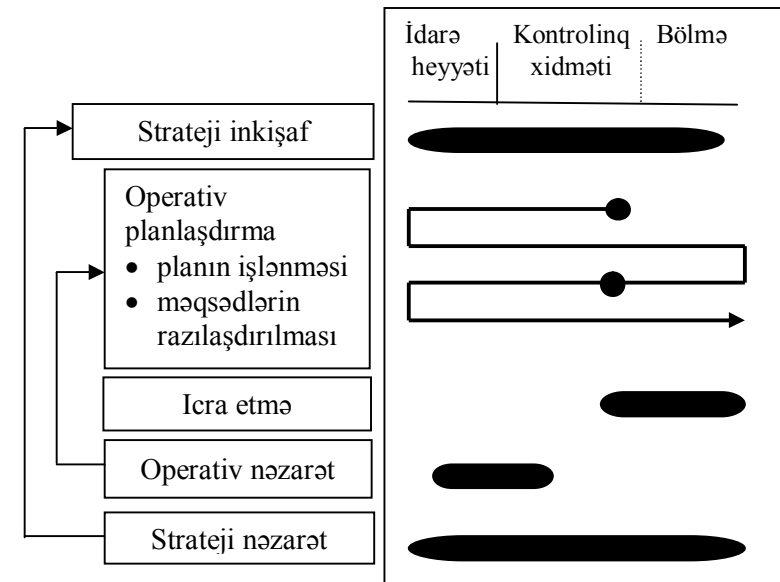 İdarə heyyəti
Kontrolinq xidməti
Bölmə
Strateji inkişaf
Operativ
planlaşdırma
• planın işlənməsi
• məqsədlərin
razılaşdırılması
Icra etmə
Operativ nəzarət
Strateji nəzarət